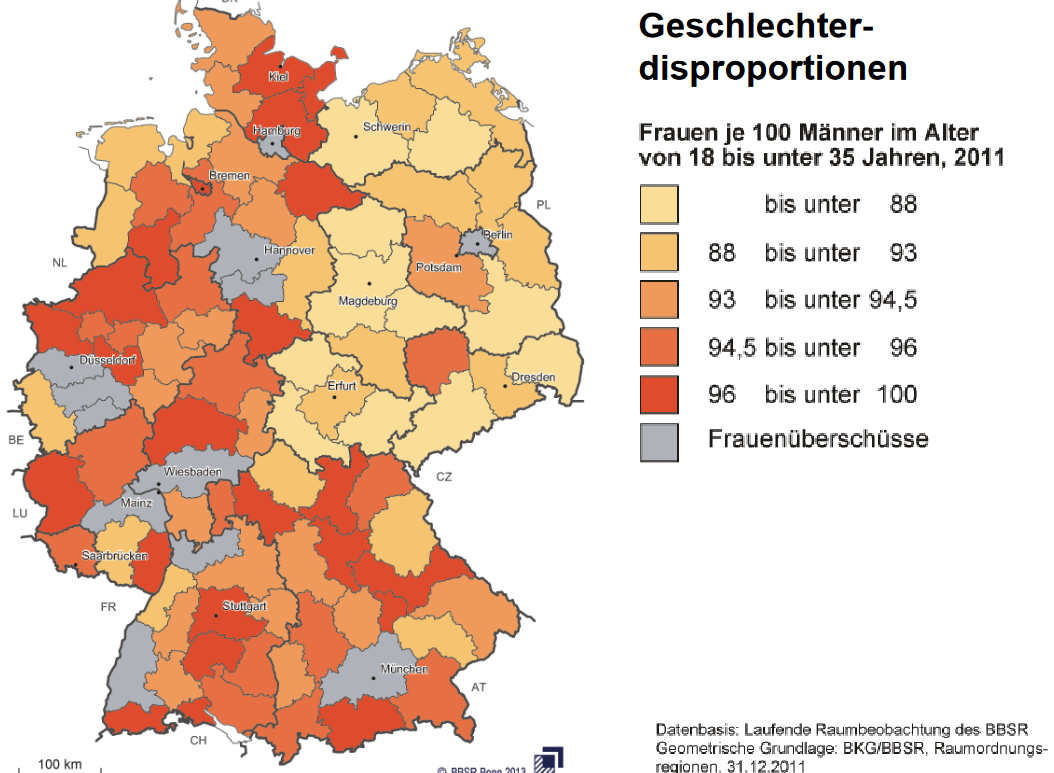 Geschlechter-
disproportionen
Frauen je 100 Männer im Alter
von 18 bis unter 35 Jahren, 2011
bis unter 88
88 bis unter 93
93 bis unter 94,5
94,5 bis unter 96
96 bis unter 100
Frauenüberschüsse
Kiel
Hamburg
Schwerin
Bremen
PL
Berlin
Hannover
NL
Potsdam
Magdeburg
Düsseldorf
Dresden
Erfurt
BE
Wiesbaden
CZ
Mainz
LU
Saarbrücken
FR
Stuttgart
München
AT
CH
100 km
© BBSR Bonn 2013
Datenbasis: Laufende Raumbeobachtung des BBSR
Geometrische Grundlage: BKG/BBSR, Raumordnungs-
regionen, 31.12.2011